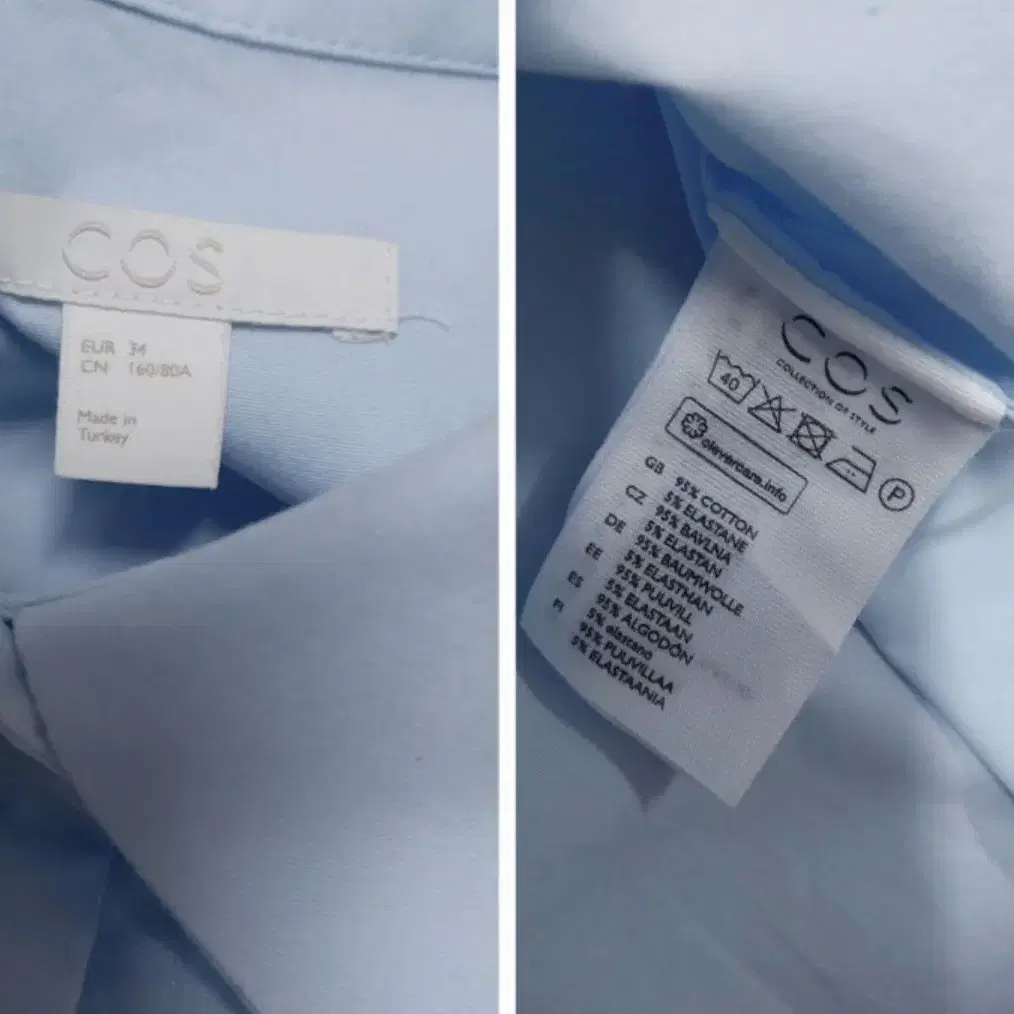 COS
EUR 34
CN 160/80A
Made in
Turkey
COS
COLLECTION OF STYLE
40
P
clevercare.info
GB 95% COTTON
5% ELASTANE
CZ 95% BAVLNA
5% ELASTAN
DE 95% BAUMWOLLE
5% ELASTHAN
EE 95% PUUVILL
5% ELASTAAN
ES 95% ALGODÓN
5% elastano
FI 95% PUUVILLAA
5% ELASTAANIA